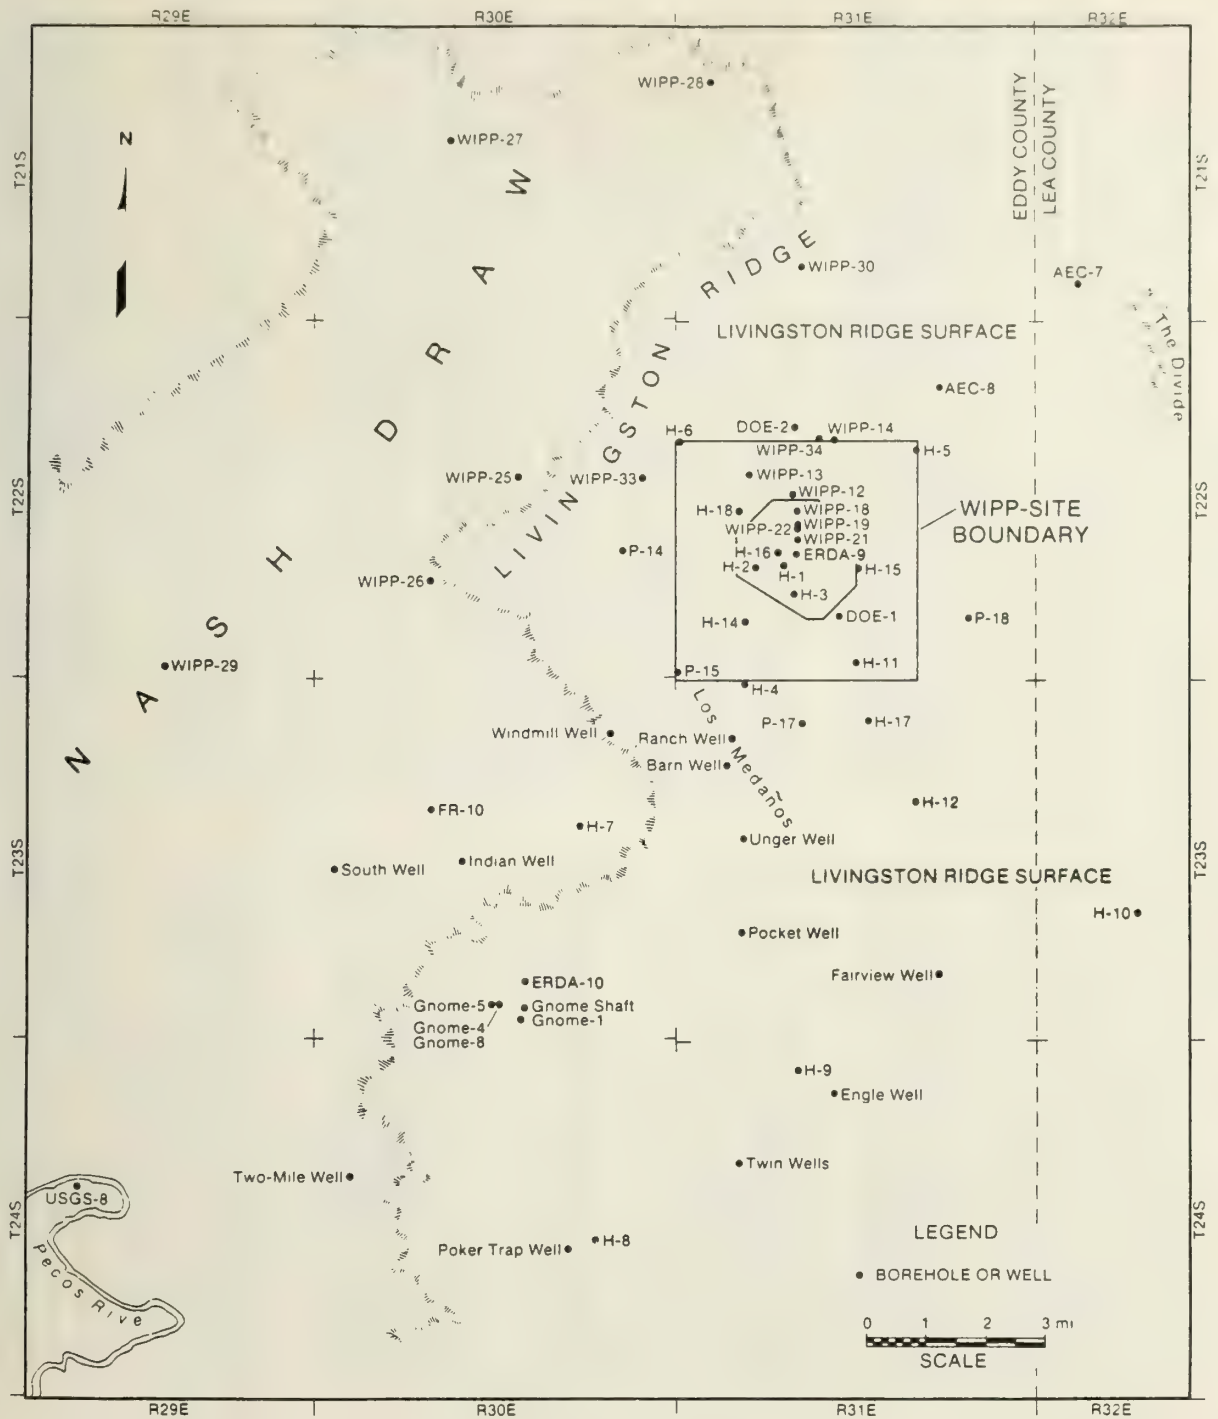 R29E
R30E
R31E
R32E
WIPP-28
N
WIPP-27
T21S
T21S
EDDY COUNTY
LEA COUNTY
NASH DRAW
LIVINGSTON RIDGE
WIPP-30
AEC-7
The Divide
LIVINGSTON RIDGE SURFACE
AEC-8
H-6
DOE-2
WIPP-14
WIPP-34
H-5
WIPP-25
WIPP-33
WIPP-13
WIPP-12
T22S
T22S
H-18
WIPP-18
WIPP-19
WIPP-22
WIPP-21
WIPP-SITE
BOUNDARY
P-14
H-16
ERDA-9
H-2
H-1
H-15
WIPP-26
H-3
H-14
DOE-1
P-18
WIPP-29
P-15
H-11
H-4
Los Medaños
P-17
H-17
Windmill Well
Ranch Well
Barn Well
FR-10
H-7
H-12
Unger Well
T23S
T23S
South Well
Indian Well
LIVINGSTON RIDGE SURFACE
H-10
Pocket Well
ERDA-10
Fairview Well
Gnome-5
Gnome Shaft
Gnome-4
Gnome-1
Gnome-8
H-9
Engle Well
Two-Mile Well
Twin Wells
USGS-8
T24S
T24S
Pecos Rive
Poker Trap Well
H-8
LEGEND
BOREHOLE OR WELL
0 1 2 3 mi
SCALE
R29E
R30E
R31E
R32E